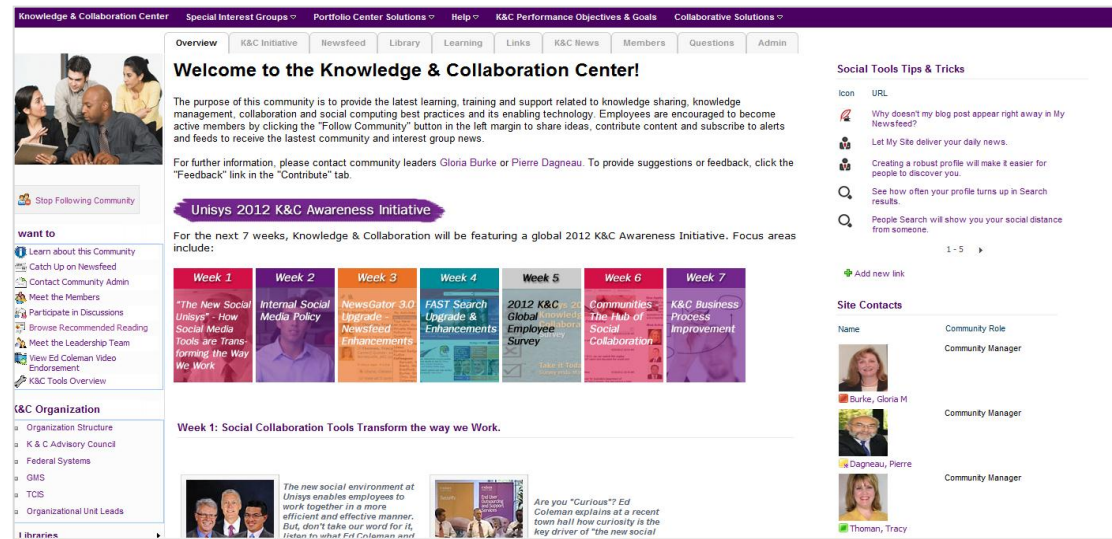 Knowledge & Collaboration Center Special Interest Groups Portfolio Center Solutions Help K&C Performance Objectives & Goals Collaborative Solutions
Overview K&C Initiative Newsfeed Library Learning Links K&C News Members Questions Admin
Stop Following Community
want to
Learn about this Community
Catch Up on Newsfeed
Contact Community Admin
Meet the Members
Participate in Discussions
Browse Recommended Reading
Meet the Leadership Team
View Ed Coleman Video
Endorsement
K&C Tools Overview
K&C Organization
Organization Structure
K & C Advisory Council
Federal Systems
GMS
TCIS
Organizational Unit Leads
Libraries
Welcome to the Knowledge & Collaboration Center!
The purpose of this community is to provide the latest learning, training and support related to knowledge sharing, knowledge
management, collaboration and social computing best practices and its enabling technology. Employees are encouraged to become
active members by clicking the "Follow Community" button in the left margin to share ideas, contribute content and subscribe to alerts
and feeds to receive the lastest community and interest group news.
For further information, please contact community leaders Gloria Burke or Pierre Dagneau. To provide suggestions or feedback, click the
"Feedback" link in the "Contribute" tab.
Unisys 2012 K&C Awareness Initiative
For the next 7 weeks, Knowledge & Collaboration will be featuring a global 2012 K&C Awareness Initiative. Focus areas
include:
Week 1
"The New Social
Unisys" - How
Social Media
Tools are Trans-
forming the Way
We Work
Week 2
Internal Social
Media Policy
Week 3
NewsGator 3.0
Upgrade -
Newsfeed
Enhancements
Week 4
FAST Search
Upgrade &
Enhancements
Week 5
2012 K&C
Global
Employee
Survey
Week 6
Communities -
The Hub of
Social
Collaboration
Week 7
K&C Business
Process
Improvement
Week 1: Social Collaboration Tools Transform the way we Work.
The new social environment at
Unisys enables employees to
work together in a more
efficient and effective manner.
But, don't take our word for it,
listen to what Ed Coleman and
Are you "Curious"? Ed
Coleman explains at a recent
town hall how curiosity is the
key driver of "the new social
Social Tools Tips & Tricks
Icon URL
Why doesn't my blog post appear right away in My
Newsfeed?
Let My Site deliver your daily news.
Creating a robust profile will make it easier for
people to discover you.
See how often your profile turns up in Search
results.
People Search will show you your social distance
from someone.
1 - 5
Add new link
Site Contacts
Name Community Role
Community Manager
Burke, Gloria M
Community Manager
Dagneau, Pierre
Community Manager
Thoman, Tracy